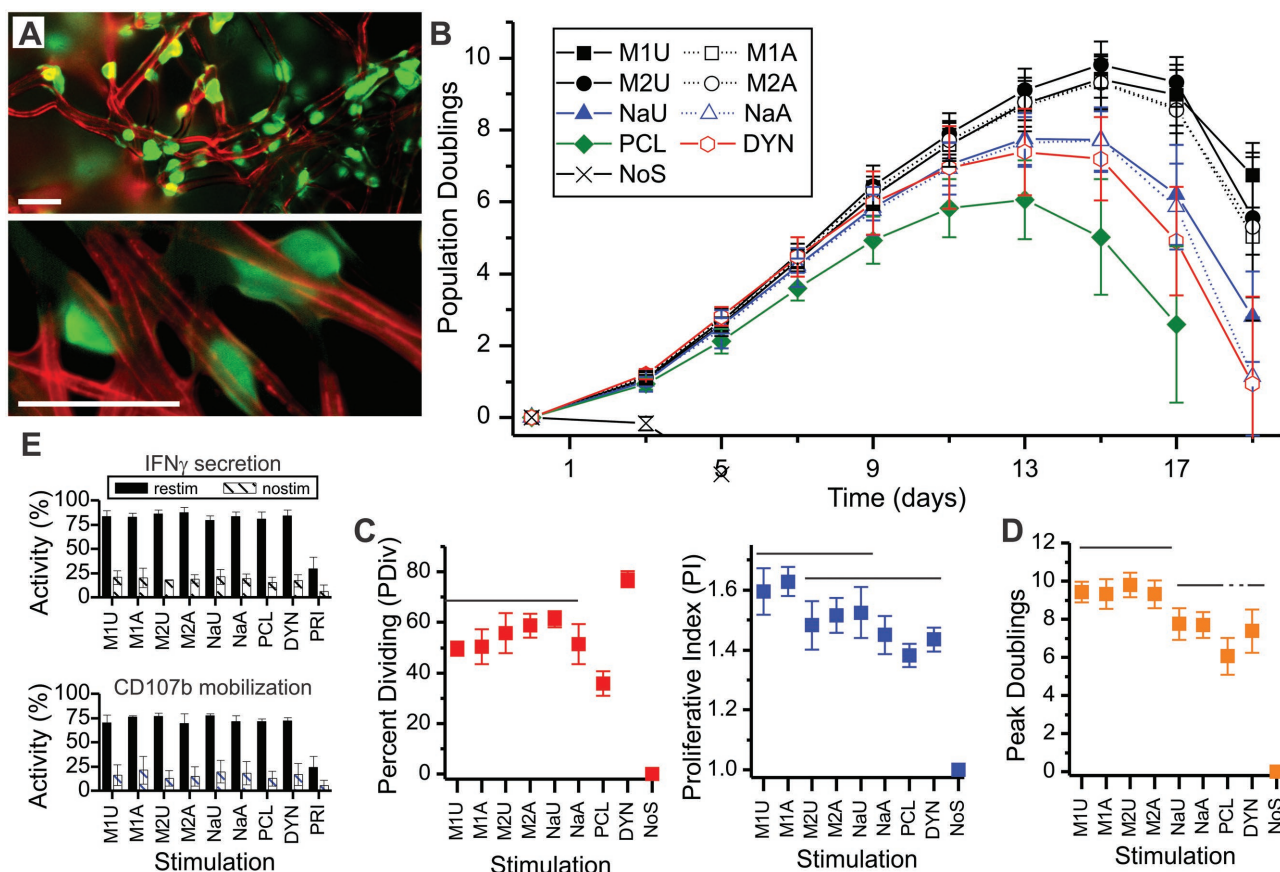 A
B
M1U M1A
M2U M2A
NaU NaA
PCL DYN
NoS
Population Doublings
10
8
6
4
2
0
1 5 9 13 17
Time (days)
E
IFNγ secretion
restim nostim
Activity (%)
100
75
50
25
0
M1U M1A M2U M2A NaU NaA PCL DYN PRI
CD107b mobilization
Activity (%)
100
75
50
25
0
M1U M1A M2U M2A NaU NaA PCL DYN PRI
Stimulation
C
Percent Dividing (PDiv)
80
60
40
20
0
M1U M1A M2U M2A NaU NaA PCL DYN NoS
Stimulation
Proliferative Index (PI)
1.6
1.4
1.2
1.0
M1U M1A M2U M2A NaU NaA PCL DYN NoS
Stimulation
D
Peak Doublings
12
10
8
6
4
2
0
M1U M1A M2U M2A NaU NaA PCL DYN NoS
Stimulation